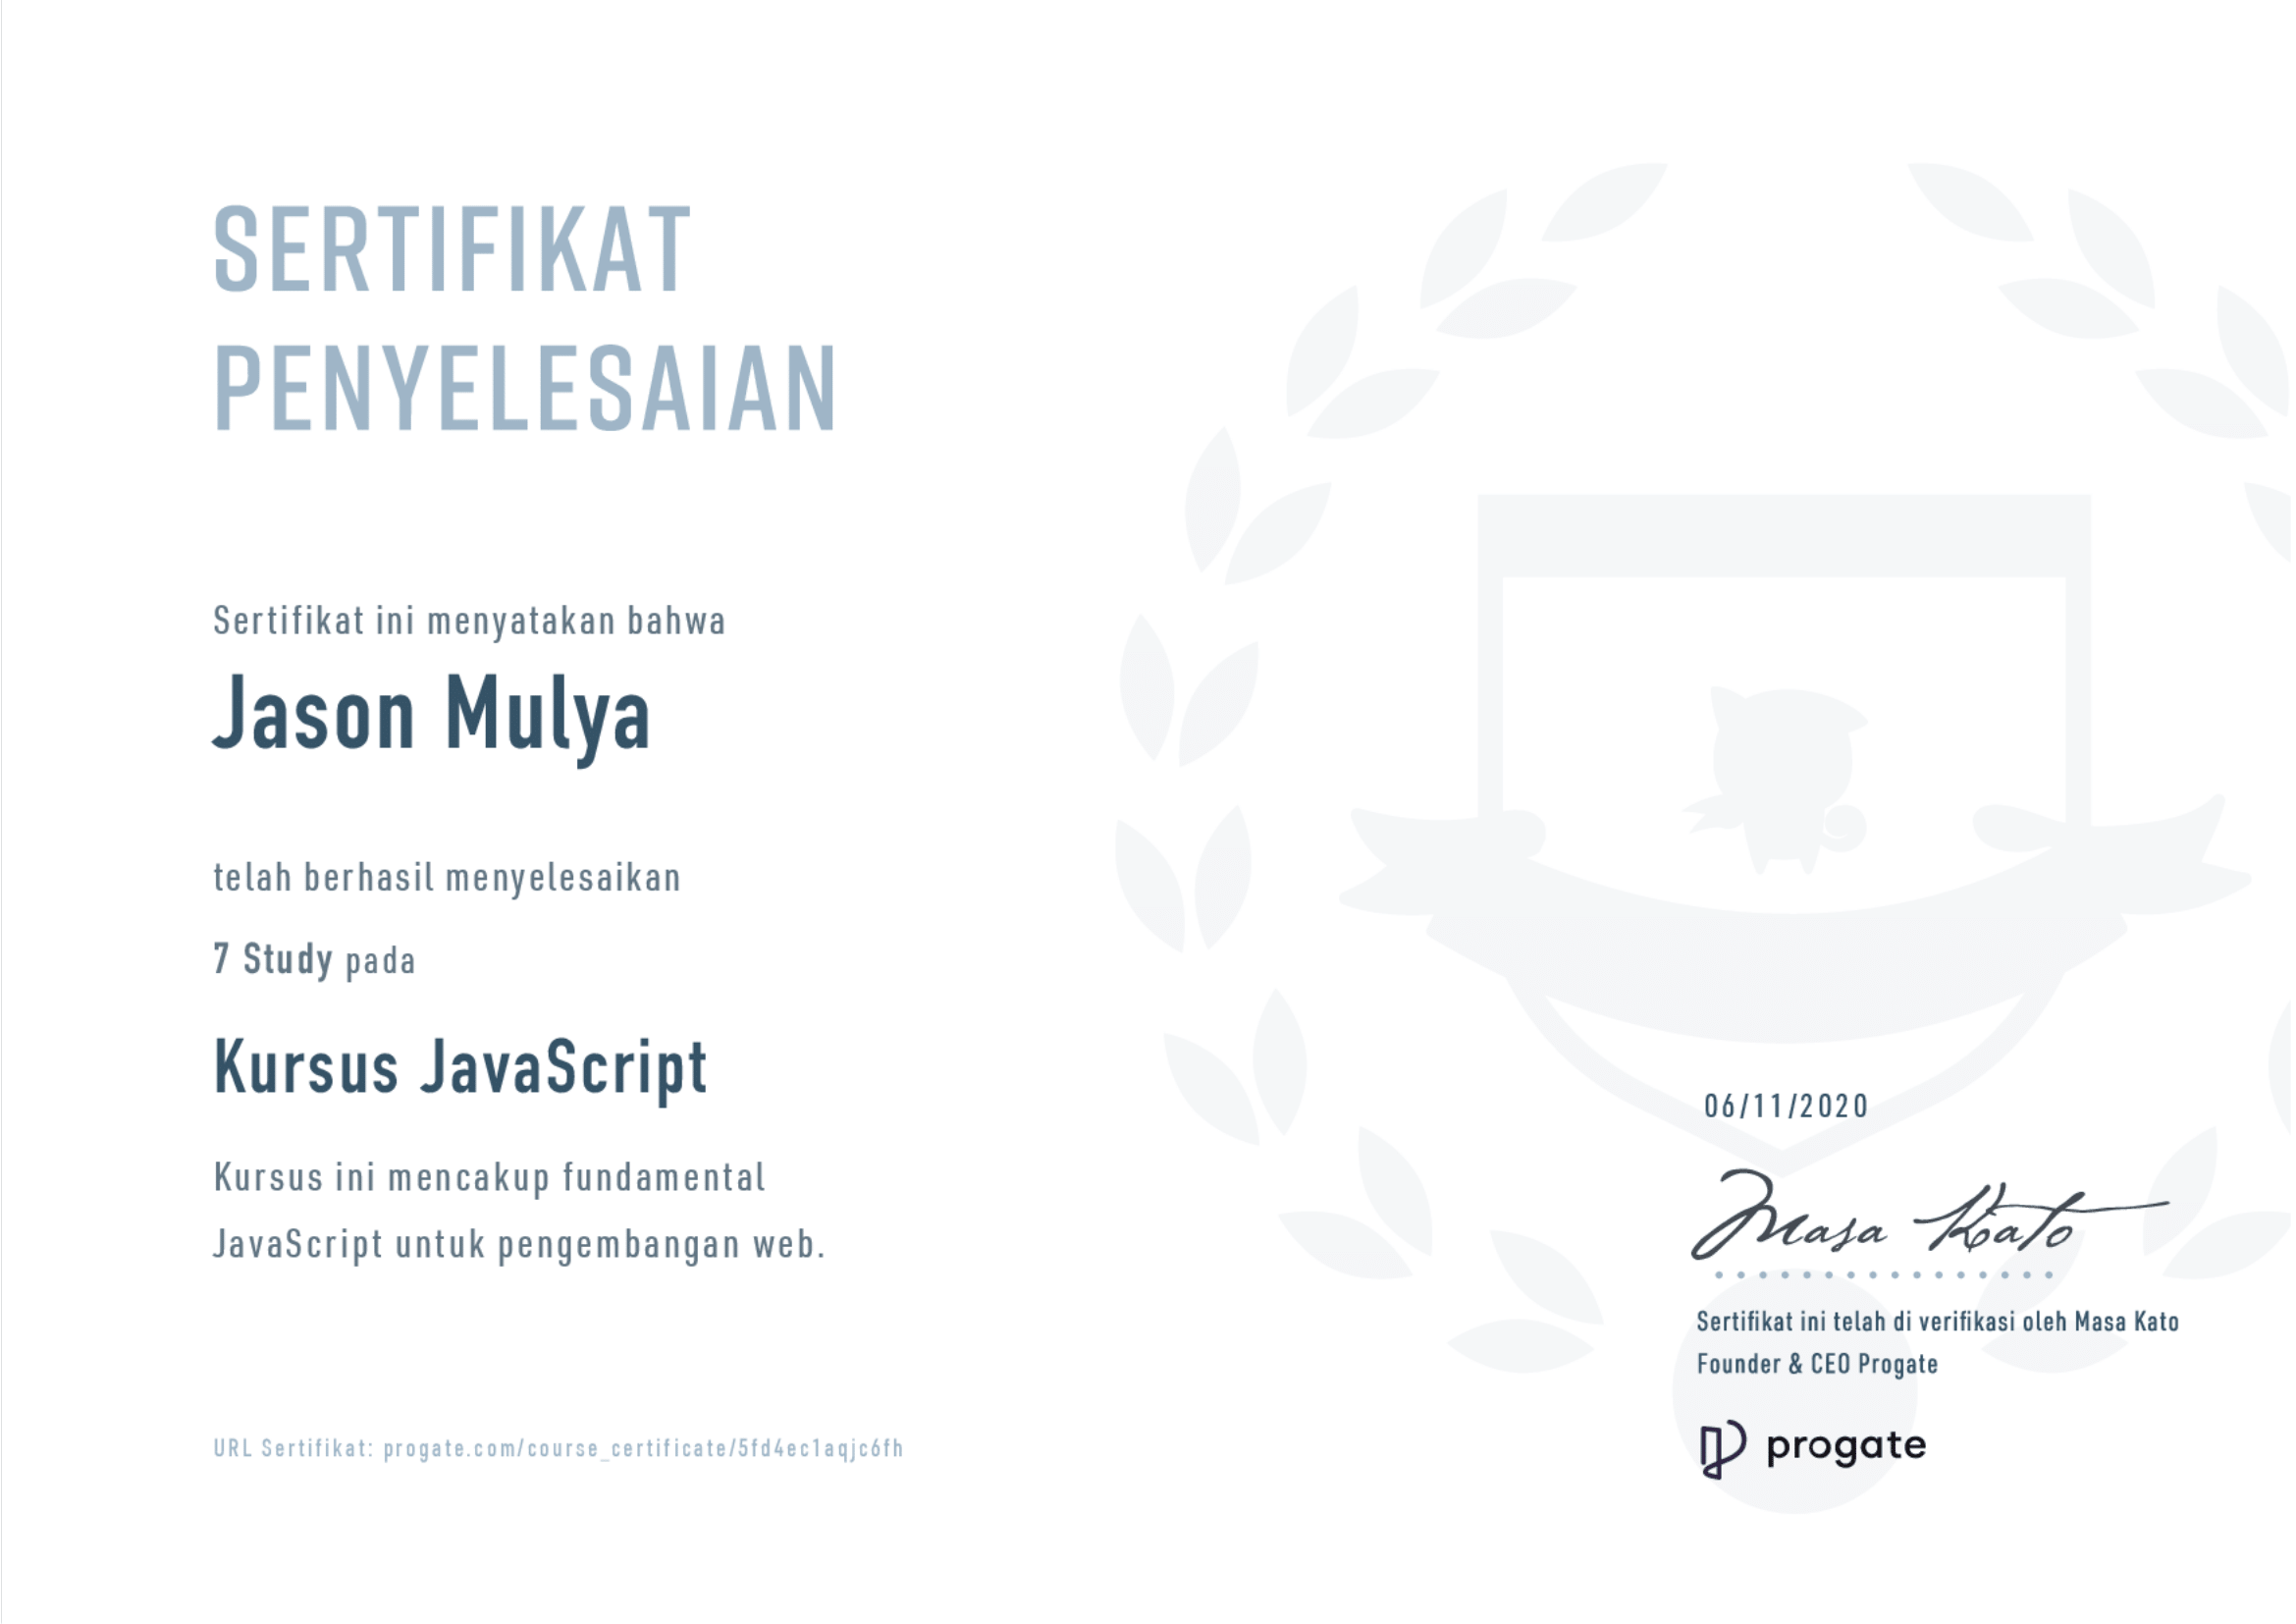 SERTIFIKAT
PENYELESAIAN
Sertifikat ini menyatakan bahwa
Jason Mulya
telah berhasil menyelesaikan
7 Study pada
Kursus JavaScript
Kursus ini mencakup fundamental
JavaScript untuk pengembangan web.
URL Sertifikat: progate.com/course_certificate/5fd4ec1aqjc6fh
06/11/2020
Masa Kato
Sertifikat ini telah di verifikasi oleh Masa Kato
Founder & CEO Progate
progate